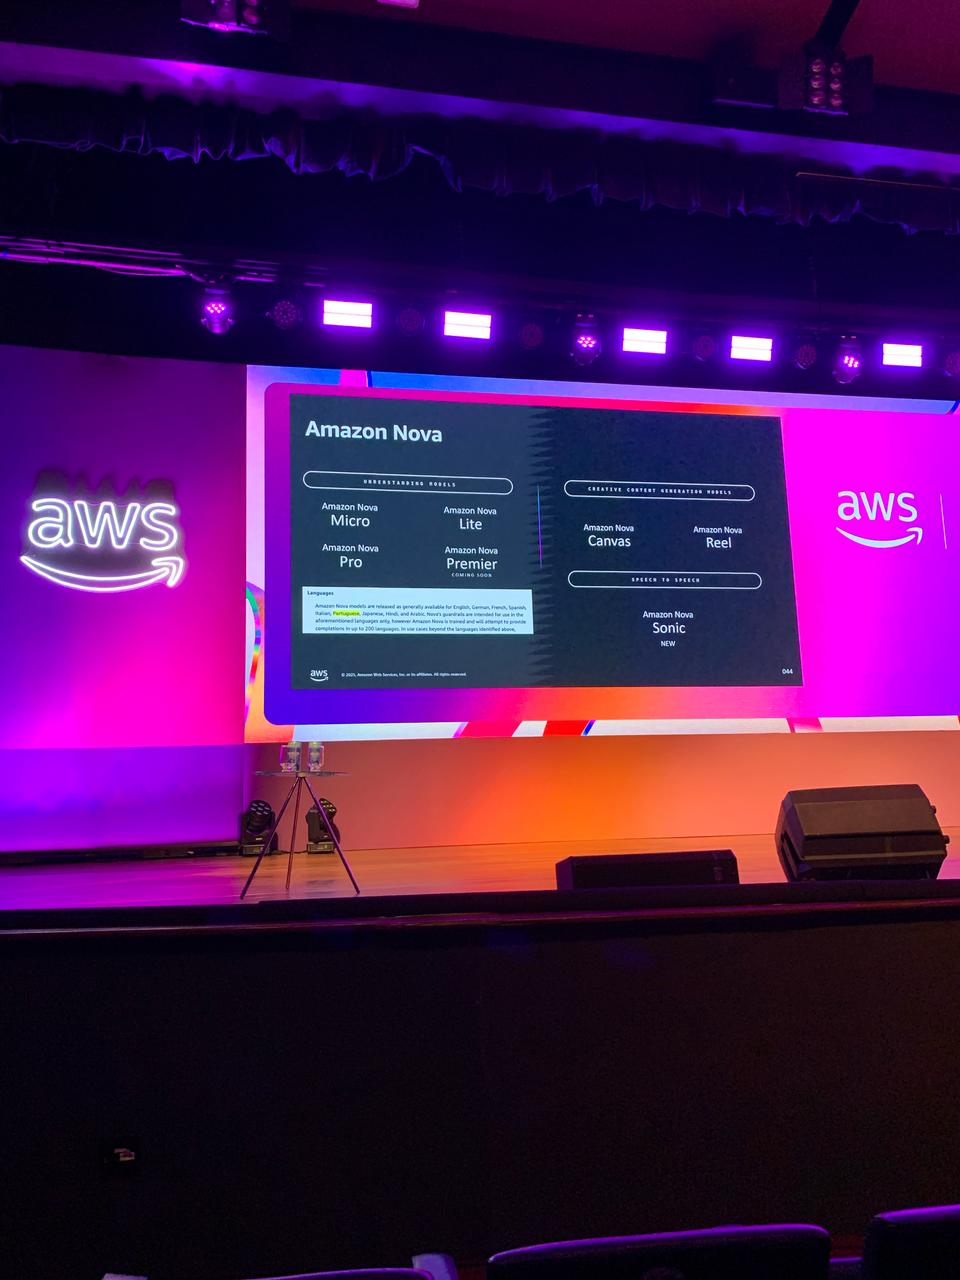 aws
Amazon Nova
UNDERSTANDING MODELS
Amazon Nova
Micro
Amazon Nova
Lite
Amazon Nova
Pro
Amazon Nova
Premier
COMING SOON
Languages
Amazon Nova models are released as generally available for English, German, French, Spanish,
Italian, Portuguese, Japanese, Hindi, and Arabic. Nova's guardrails are intended for use in the
aforementioned languages only, however Amazon Nova is trained and will attempt to provide
completions in up to 200 languages. In use cases beyond the languages identified above,
CREATIVE CONTENT GENERATION MODELS
Amazon Nova
Canvas
Amazon Nova
Reel
SPEECH TO SPEECH
Amazon Nova
Sonic
NEW
aws
© 2025, Amazon Web Services, Inc. or its affiliates. All rights reserved.
044
aws